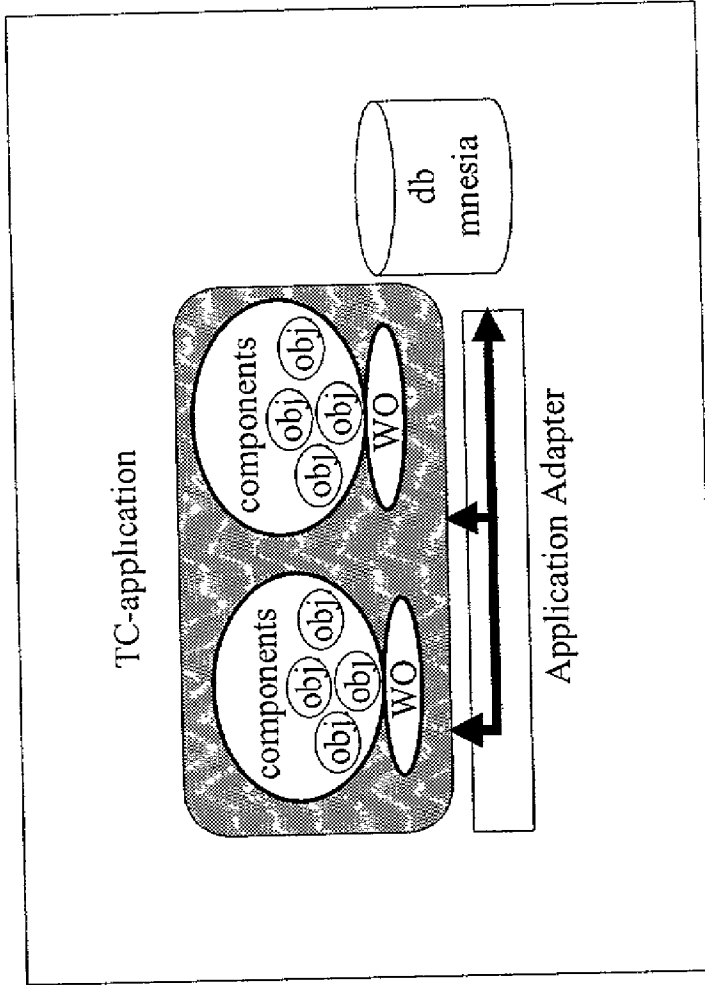 TC-application
components
obj
obj
obj
obj
WO
components
obj
obj
obj
obj
WO
db
mnesia
Application Adapter